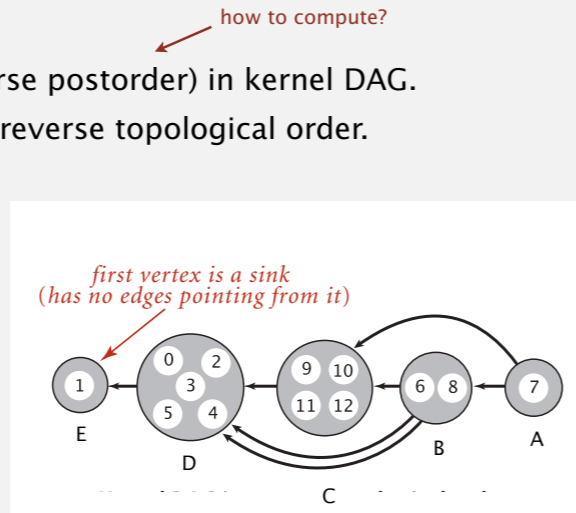 how to compute?
rse postorder) in kernel DAG.
reverse topological order.
first vertex is a sink
(has no edges pointing from it)
0 2
9 10
1 3 6 8 7
5 4
11 12
E
D
B
A
C